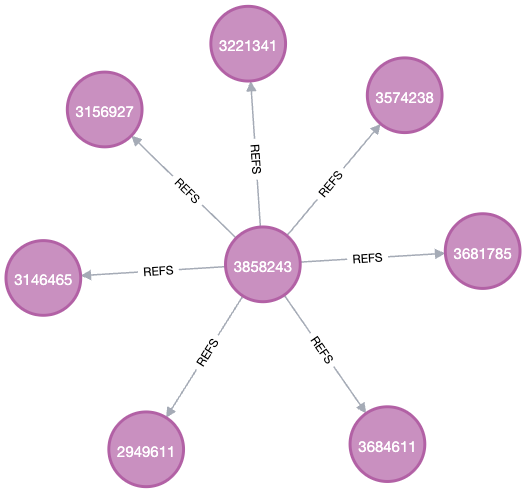 3221341
3574238
3156927
REFS
REFS
REFS
3681785
REFS
3858243
3146465
REFS
REFS
REFS
3684611
2949611